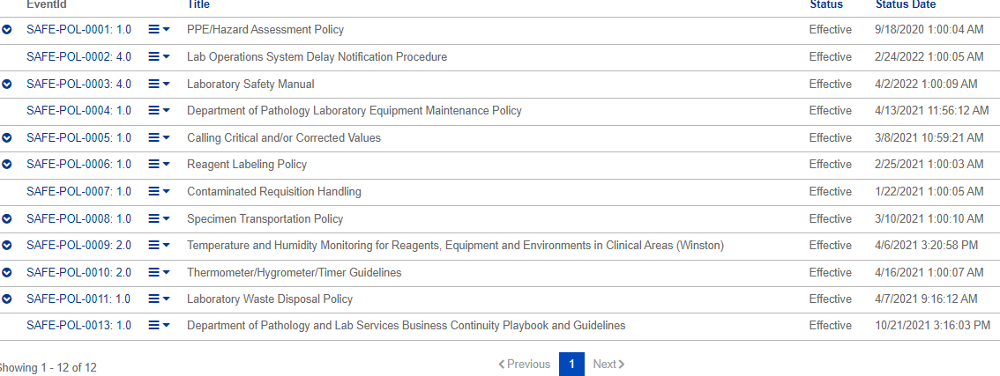 EventId Title Status Status Date
SAFE-POL-0001: 1.0 PPE/Hazard Assessment Policy Effective 9/18/2020 1:00:04 AM
SAFE-POL-0002: 4.0 Lab Operations System Delay Notification Procedure Effective 2/24/2022 1:00:05 AM
SAFE-POL-0003: 4.0 Laboratory Safety Manual Effective 4/2/2022 1:00:09 AM
SAFE-POL-0004: 1.0 Department of Pathology Laboratory Equipment Maintenance Policy Effective 4/13/2021 11:56:12 AM
SAFE-POL-0005: 1.0 Calling Critical and/or Corrected Values Effective 3/8/2021 10:59:21 AM
SAFE-POL-0006: 1.0 Reagent Labeling Policy Effective 2/25/2021 1:00:03 AM
SAFE-POL-0007: 1.0 Contaminated Requisition Handling Effective 1/22/2021 1:00:05 AM
SAFE-POL-0008: 1.0 Specimen Transportation Policy Effective 3/10/2021 1:00:10 AM
SAFE-POL-0009: 2.0 Temperature and Humidity Monitoring for Reagents, Equipment and Environments in Clinical Areas (Winston) Effective 4/6/2021 3:20:58 PM
SAFE-POL-0010: 2.0 Thermometer/Hygrometer/Timer Guidelines Effective 4/16/2021 1:00:07 AM
SAFE-POL-0011: 1.0 Laboratory Waste Disposal Policy Effective 4/7/2021 9:16:12 AM
SAFE-POL-0013: 1.0 Department of Pathology and Lab Services Business Continuity Playbook and Guidelines Effective 10/21/2021 3:16:03 PM
Showing 1 - 12 of 12 Previous 1 Next